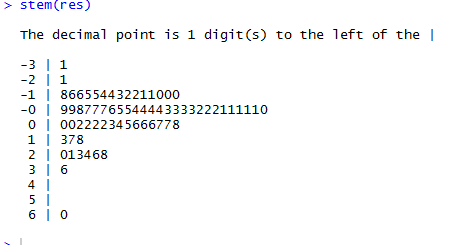 > stem(res)
The decimal point is 1 digit(s) to the left of the |
-3 | 1
-2 | 1
-1 | 866554432211000
-0 | 99877765544443333222111110
0 | 002222345666778
1 | 378
2 | 013468
3 | 6
4 |
5 |
6 | 0
>